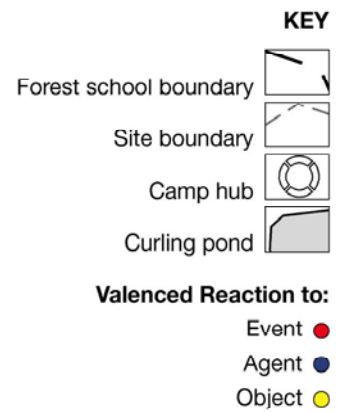 KEY
Forest school boundary
Site boundary
Camp hub
Curling pond
Valenced Reaction to:
Event
Agent
Object